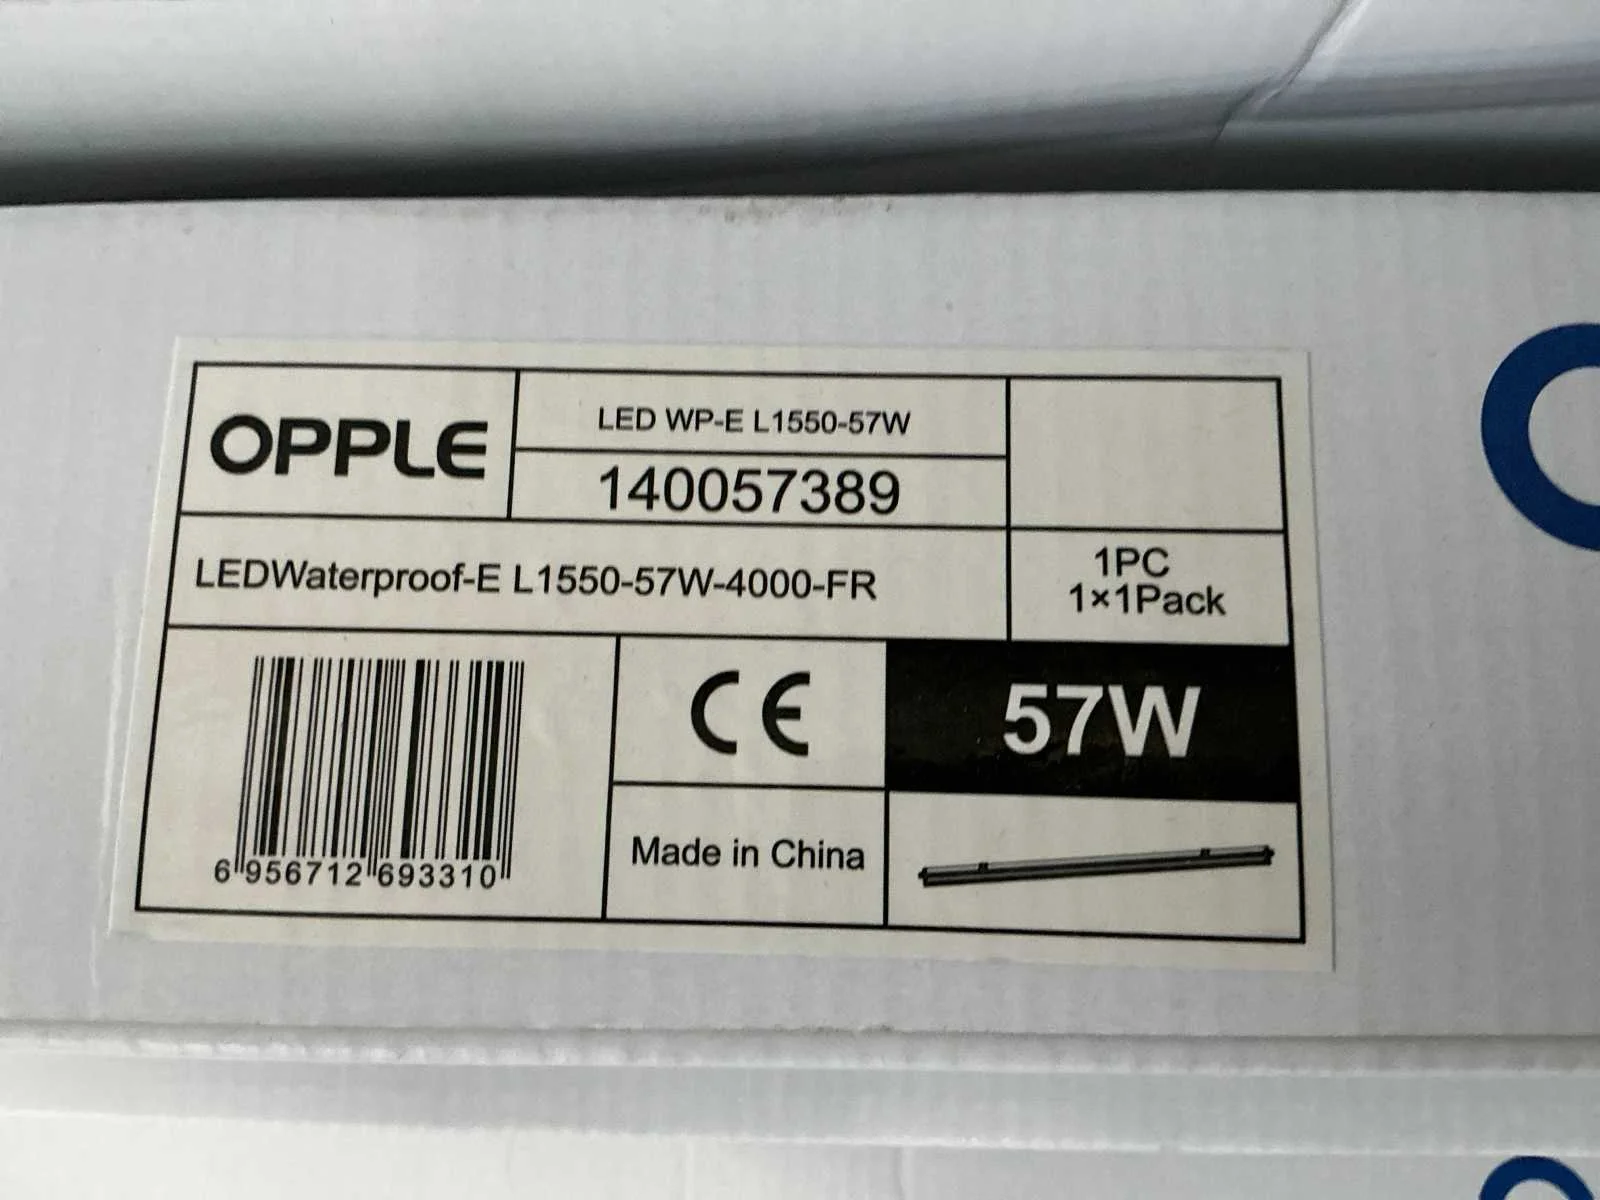 OPPLE
LED WP-E L1550-57W
140057389
LEDWaterproof-E L1550-57W-4000-FR
1PC
1×1Pack
6 956712 693310
CE
57W
Made in China